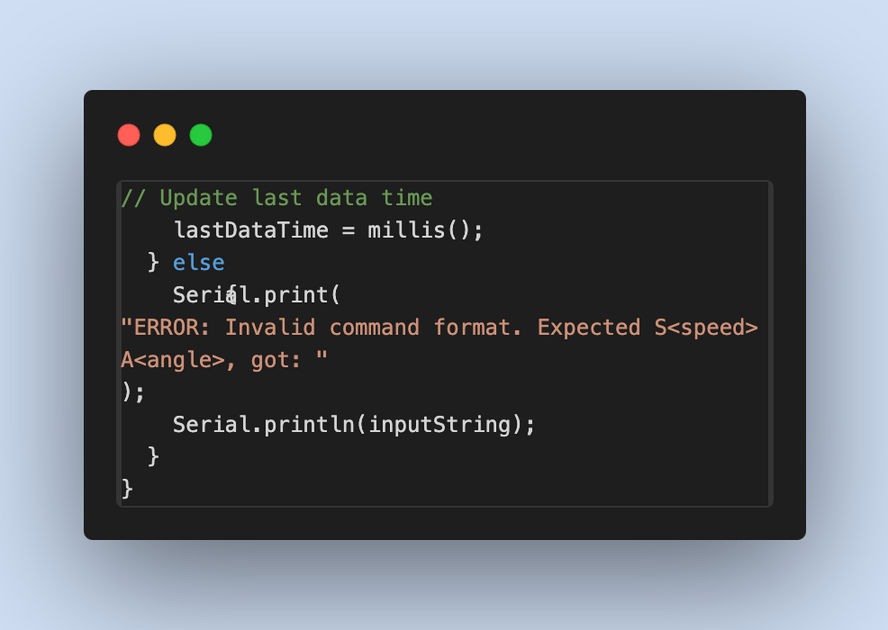 // Update last data time
    lastDataTime = millis();
  } else {
    Serial.print(
"ERROR: Invalid command format. Expected S<speed>
A<angle>, got: "
);
    Serial.println(inputString);
  }
}